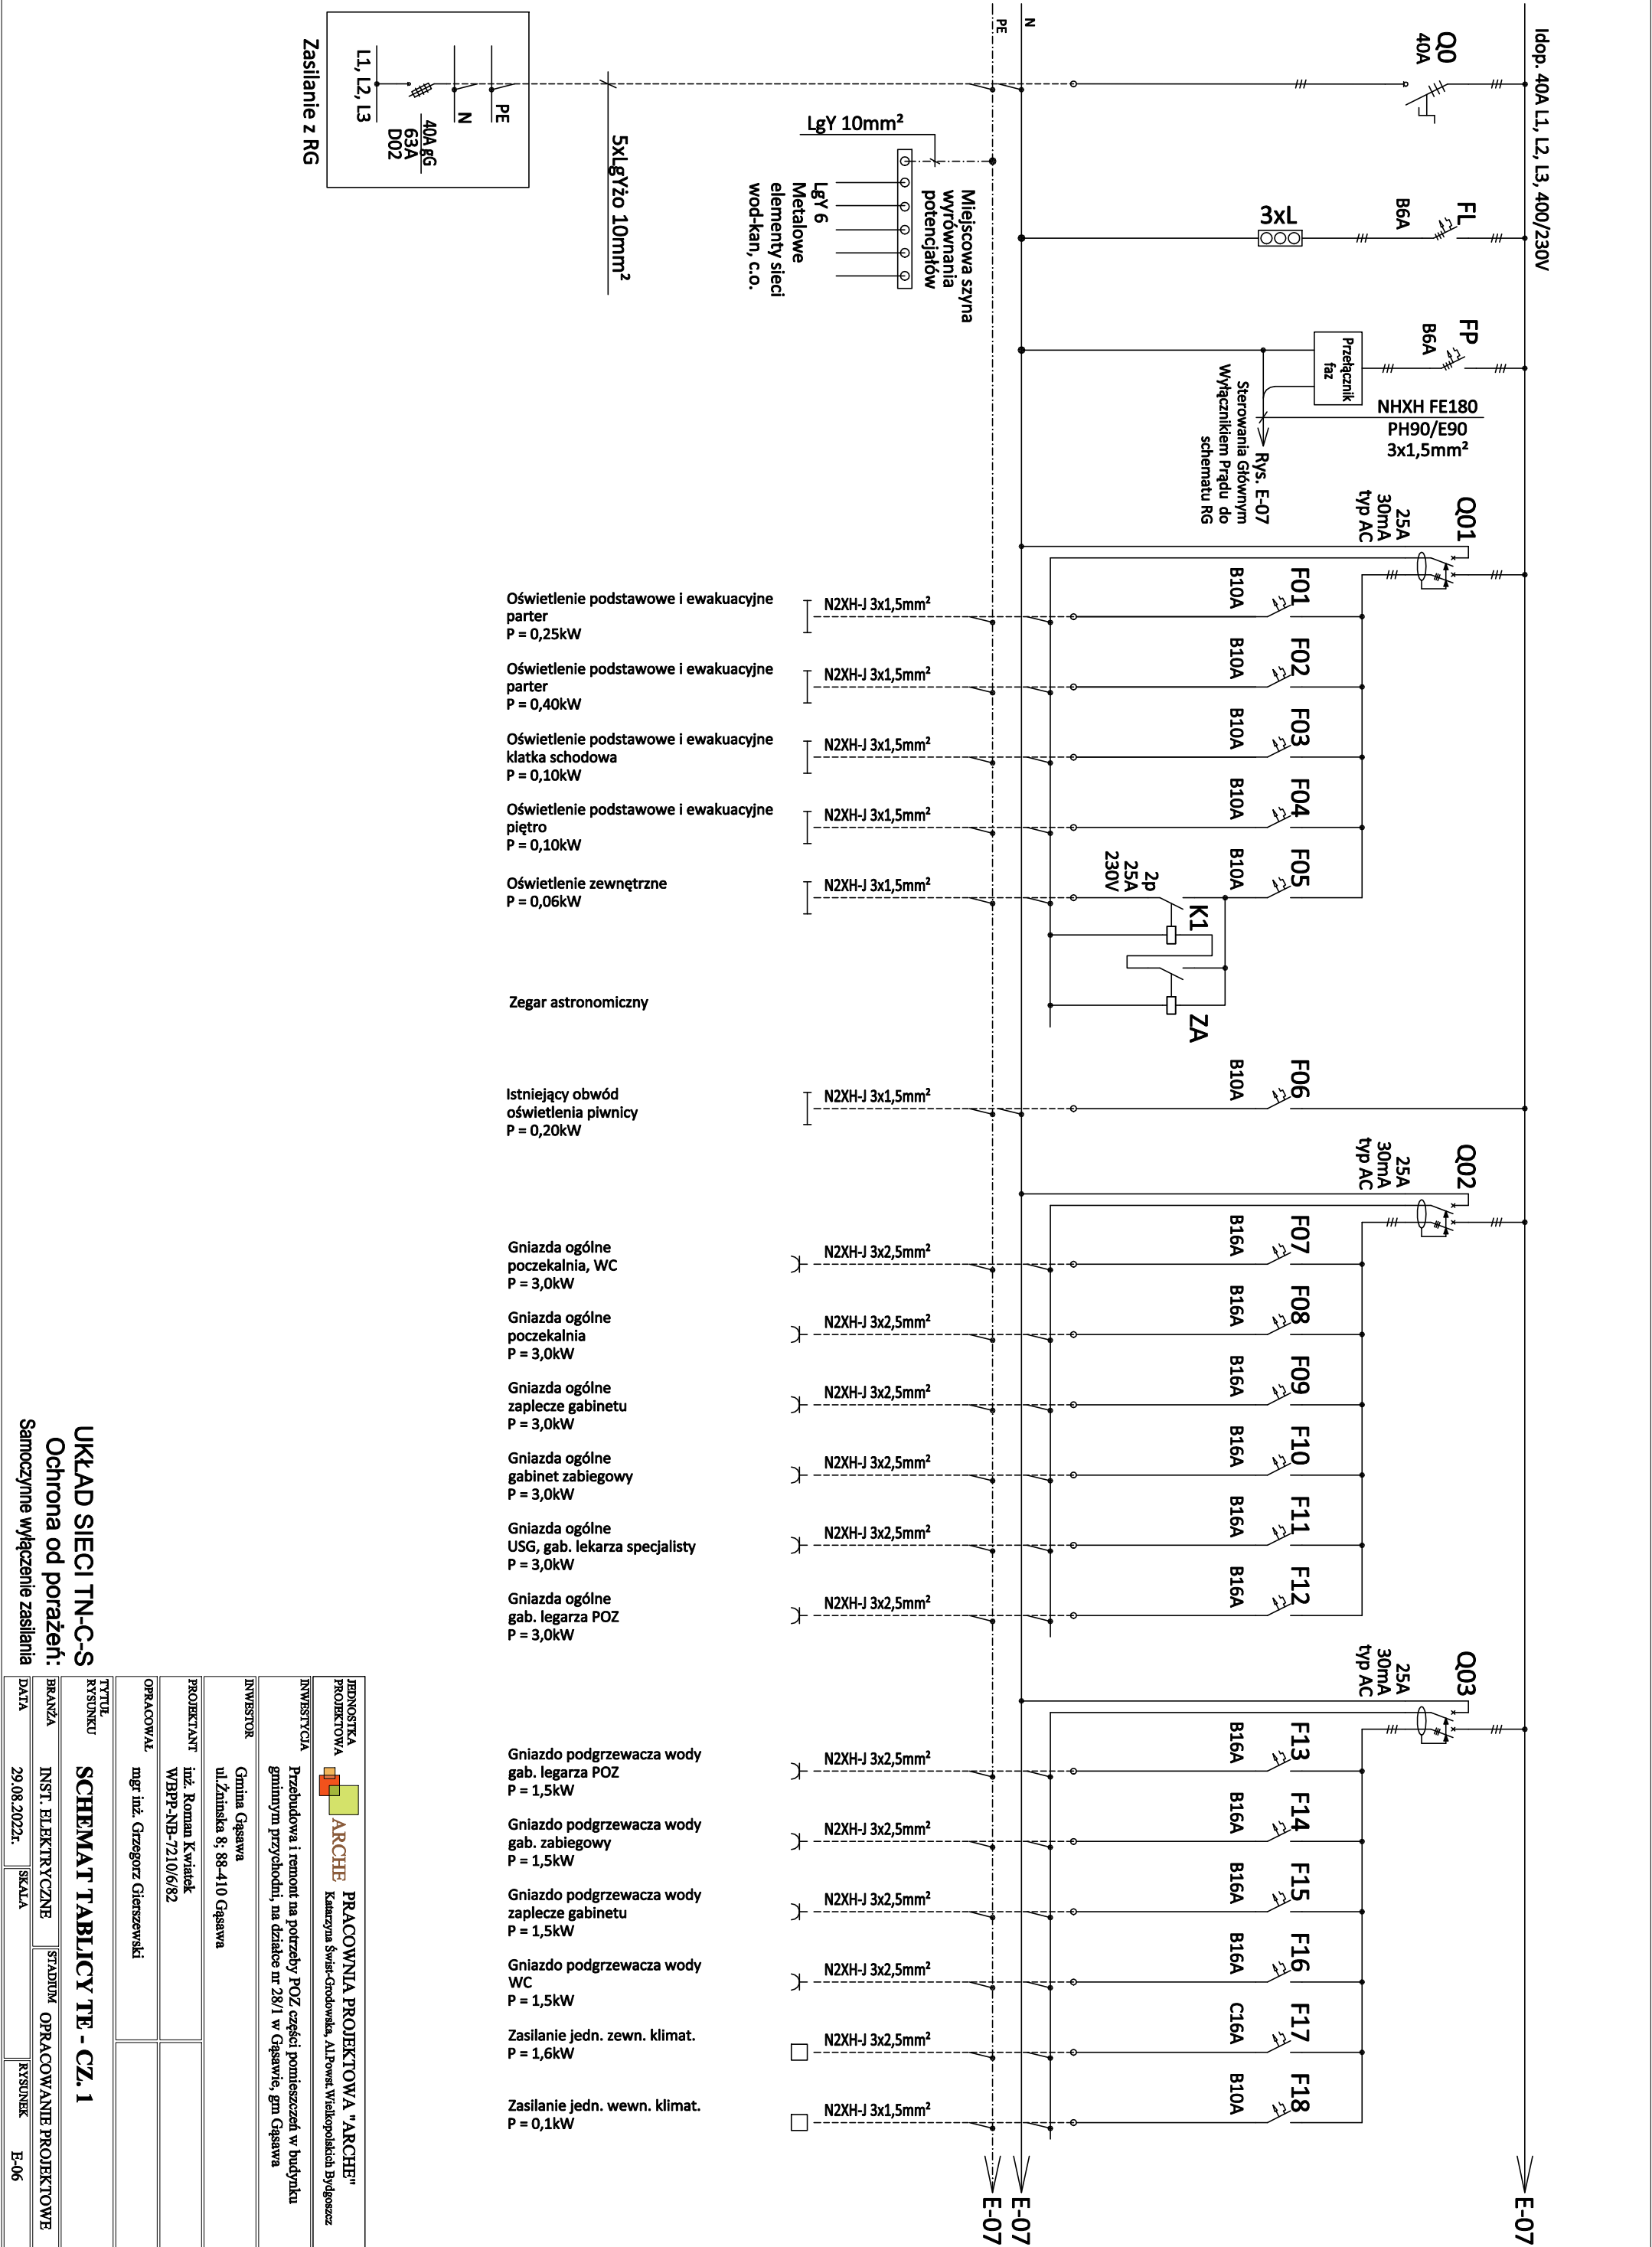 Idop. 40A L1, L2, L3, 400/230V
Q0
40A
N
PE
5xLgYżo 10mm²
PE
N
L1, L2, L3
40A gG
63A
D02
Zasilanie z RG
LgY 10mm²
Miejscowa szyna
wyrównania
potencjałów
LgY 6
Metalowe
elementy sieci
wod-kan, c.o.
FL
B6A
3xL
FP
B6A
Przełącznik
faz
NHXH FE180
PH90/E90
3x1,5mm²
Rys. E-07
Sterowania Głównym
Wyłącznikiem Prądu do
schematu RG
Q01
25A
30mA
typ AC
F01
B10A
N2XH-J 3x1,5mm²
Oświetlenie podstawowe i ewakuacyjne
parter
P = 0,25kW
F02
B10A
N2XH-J 3x1,5mm²
Oświetlenie podstawowe i ewakuacyjne
parter
P = 0,40kW
F03
B10A
N2XH-J 3x1,5mm²
Oświetlenie podstawowe i ewakuacyjne
klatka schodowa
P = 0,10kW
F04
B10A
N2XH-J 3x1,5mm²
Oświetlenie podstawowe i ewakuacyjne
piętro
P = 0,10kW
F05
B10A
K1
2p
25A
230V
N2XH-J 3x1,5mm²
Oświetlenie zewnętrzne
P = 0,06kW
ZA
Zegar astronomiczny
F06
B10A
N2XH-J 3x1,5mm²
Istniejący obwód
oświetlenia piwnicy
P = 0,20kW
Q02
25A
30mA
typ AC
F07
B16A
N2XH-J 3x2,5mm²
Gniazda ogólne
poczekalnia, WC
P = 3,0kW
F08
B16A
N2XH-J 3x2,5mm²
Gniazda ogólne
poczekalnia
P = 3,0kW
F09
B16A
N2XH-J 3x2,5mm²
Gniazda ogólne
zaplecze gabinetu
P = 3,0kW
F10
B16A
N2XH-J 3x2,5mm²
Gniazda ogólne
gabinet zabiegowy
P = 3,0kW
F11
B16A
N2XH-J 3x2,5mm²
Gniazda ogólne
USG, gab. lekarza specjalisty
P = 3,0kW
F12
B16A
N2XH-J 3x2,5mm²
Gniazda ogólne
gab. legarza POZ
P = 3,0kW
Q03
25A
30mA
typ AC
F13
B16A
N2XH-J 3x2,5mm²
Gniazdo podgrzewacza wody
gab. legarza POZ
P = 1,5kW
F14
B16A
N2XH-J 3x2,5mm²
Gniazdo podgrzewacza wody
gab. zabiegowy
P = 1,5kW
F15
B16A
N2XH-J 3x2,5mm²
Gniazdo podgrzewacza wody
zaplecze gabinetu
P = 1,5kW
F16
B16A
N2XH-J 3x2,5mm²
Gniazdo podgrzewacza wody
WC
P = 1,5kW
F17
C16A
N2XH-J 3x2,5mm²
Zasilanie jedn. zewn. klimat.
P = 1,6kW
F18
B10A
N2XH-J 3x1,5mm²
Zasilanie jedn. wewn. klimat.
P = 0,1kW
E-07
E-07
E-07
UKŁAD SIECI TN-C-S
Ochrona od porażeń:
Samoczynne wyłączenie zasilania
JEDNOSTKA
PROJEKTOWA
ARCHE
PRACOWNIA PROJEKTOWA "ARCHE"
Katarzyna Świst-Grodowska, Al.Powst.Wielkopolskich Bydgoszcz
INWESTYCJA
Przebudowa i remont na potrzeby POZ części pomieszczeń w budynku
gminnym przychodni, na działce nr 28/1 w Gąsawie, gm Gąsawa
INWESTOR
Gmina Gąsawa
ul.Żnińska 8; 88-410 Gąsawa
PROJEKTANT
inż. Roman Kwiatek
WBPP-NB-7210/6/82
OPRACOWAŁ
mgr inż. Grzegorz Gierszewski
TYTUŁ
RYSUNKU
SCHEMAT TABLICY TE - CZ. 1
BRANŻA
INST. ELEKTRYCZNE
STADIUM
OPRACOWANIE PROJEKTOWE
DATA
29.08.2022r.
SKALA
RYSUNEK
E-06